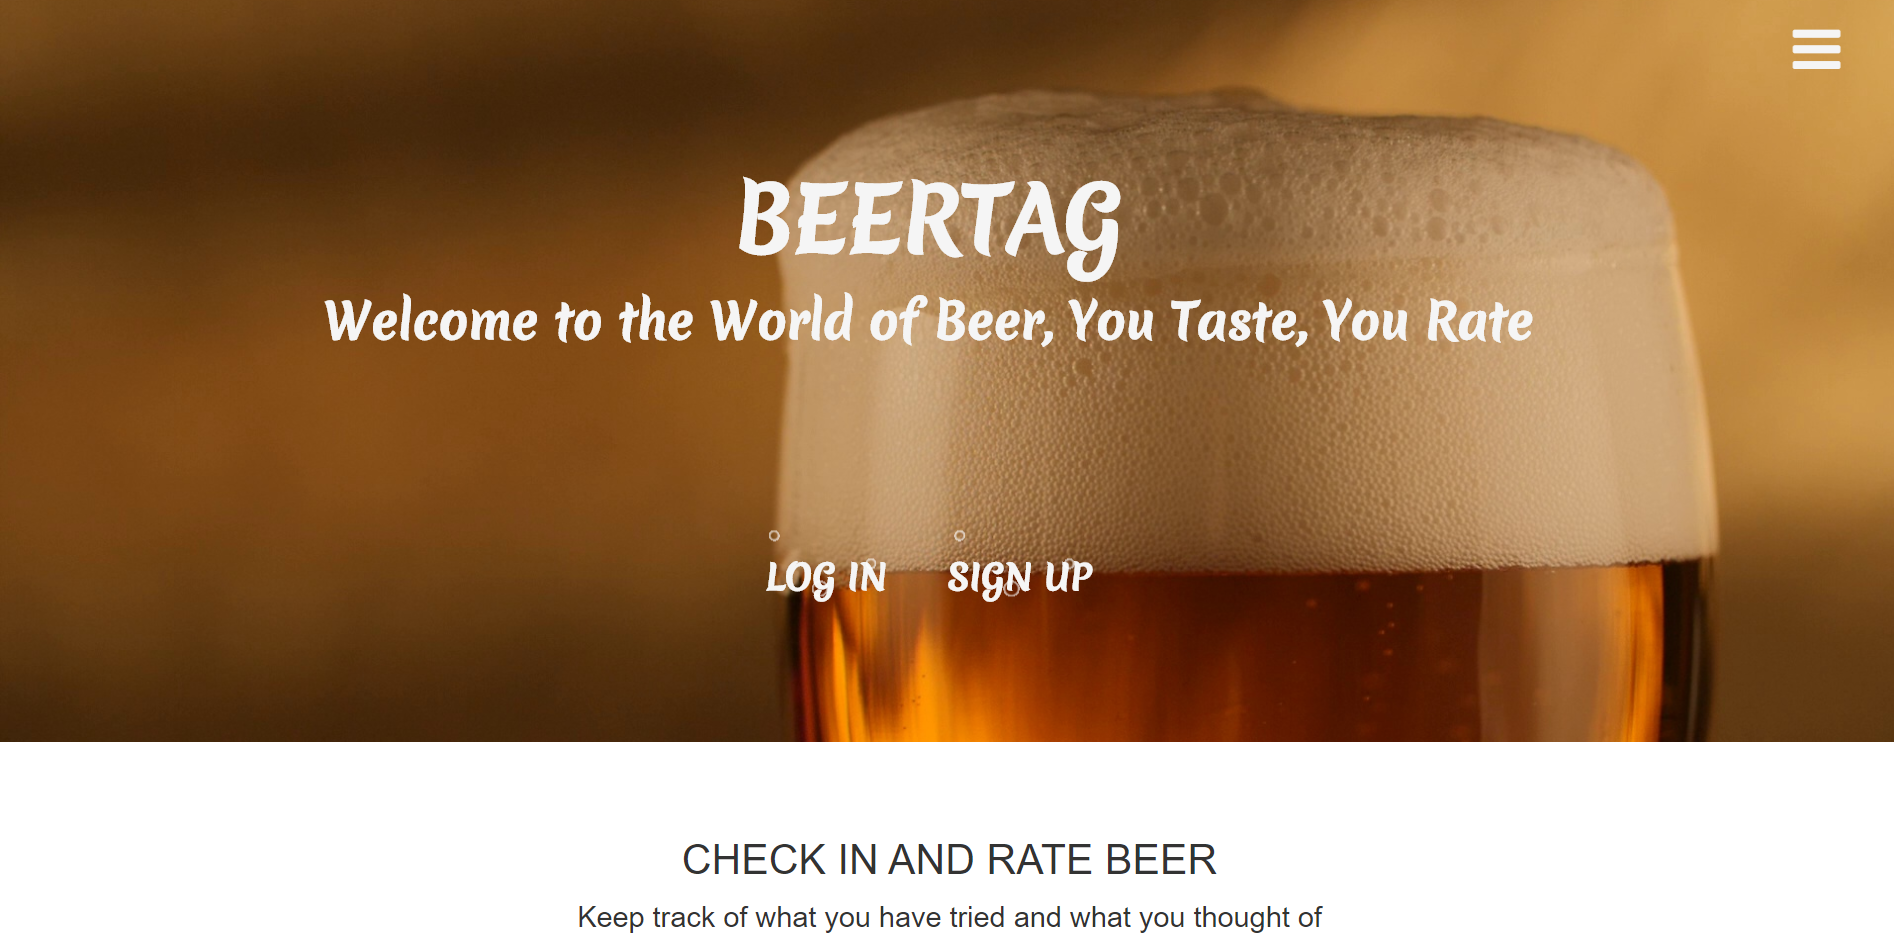 BEERTAG
Welcome to the World of Beer, You Taste, You Rate
LOG IN SIGN UP
CHECK IN AND RATE BEER
Keep track of what you have tried and what you thought of